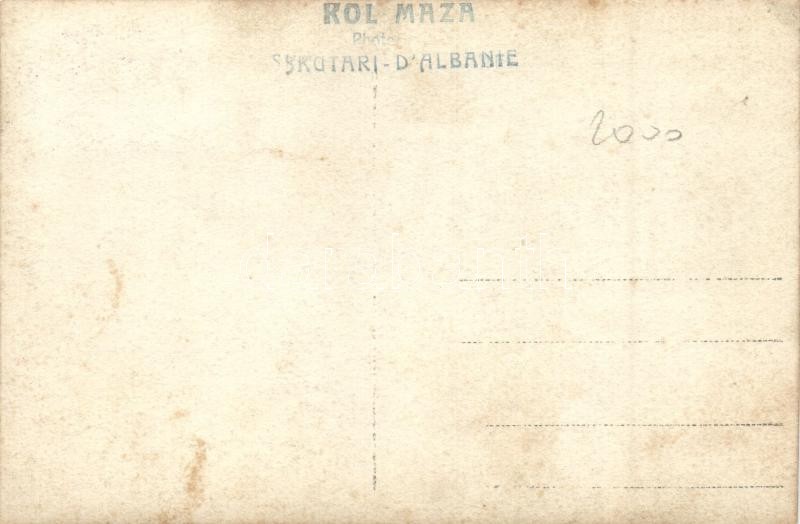 KOL MAZA
Photo
SKUTARI-D'ALBANIE
2000